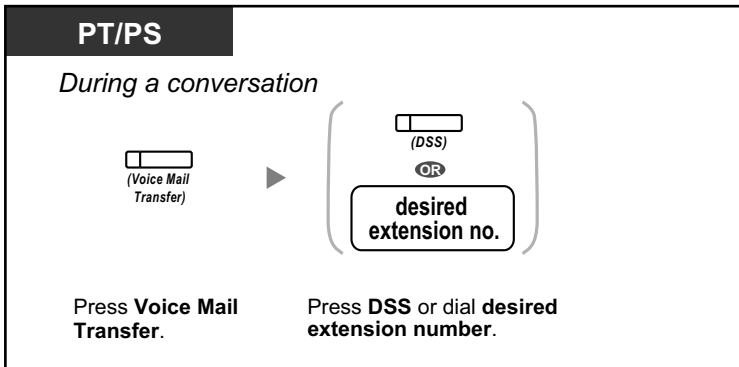 PT/PS
During a conversation
(Voice Mail
Transfer)
(DSS)
OR
desired
extension no.
Press Voice Mail
Transfer.
Press DSS or dial desired
extension number.